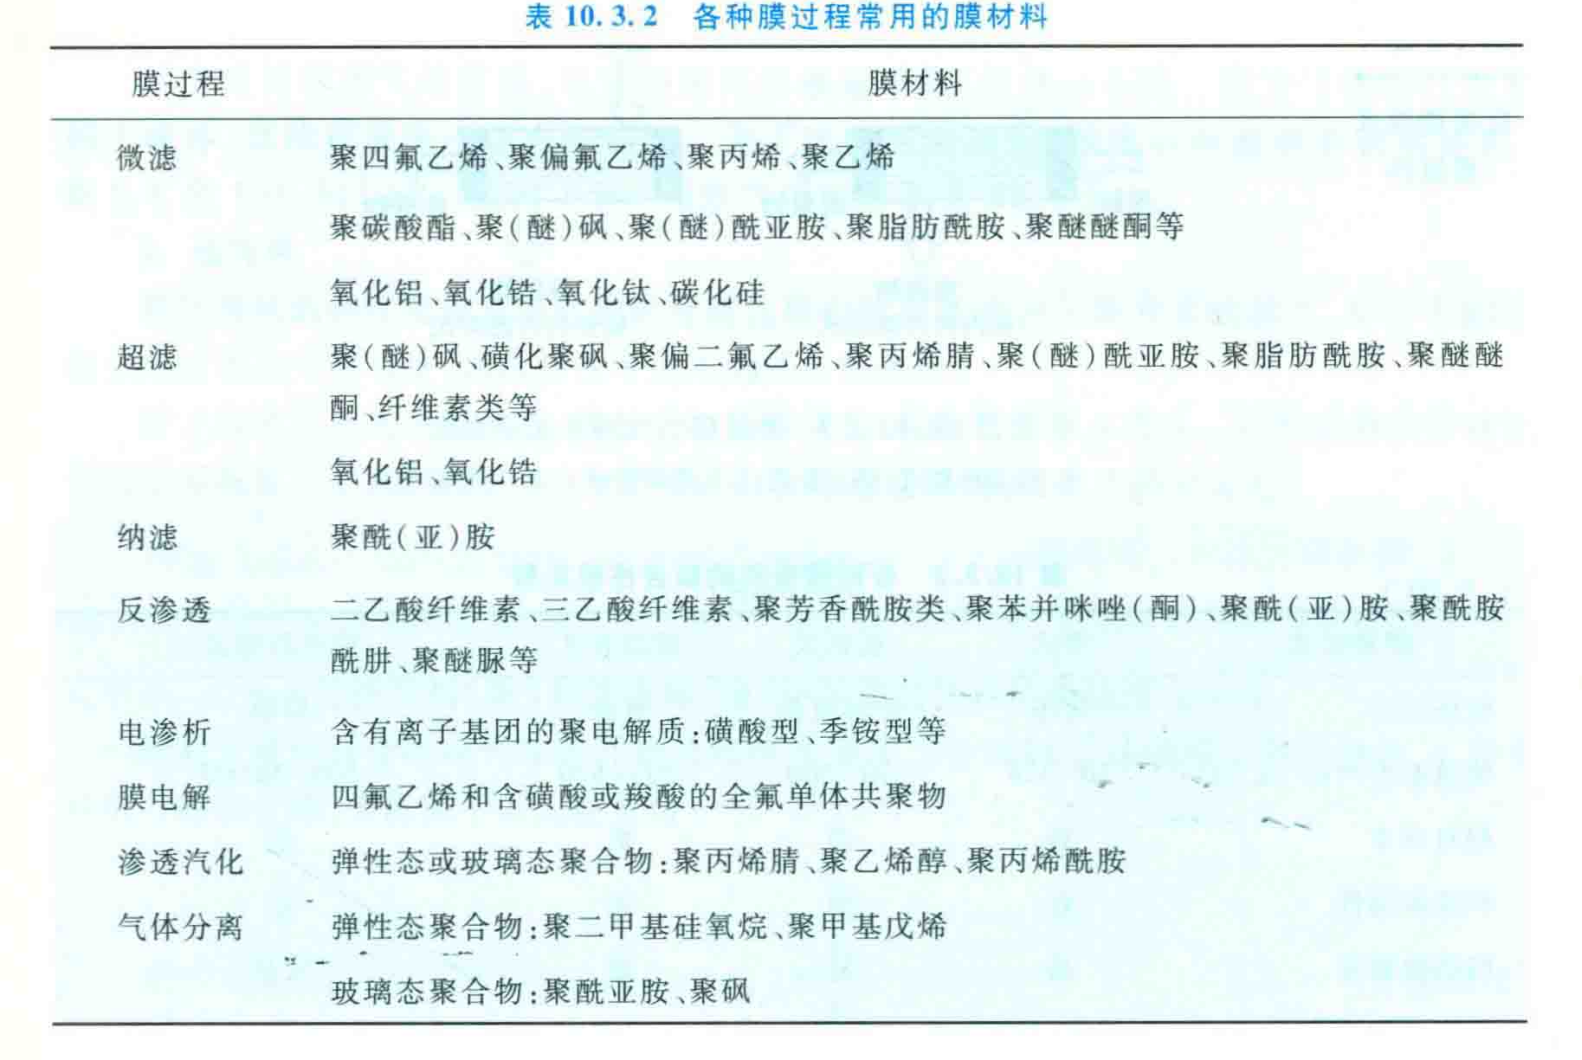 表 10.3.2 各种膜过程常用的膜材料
膜过程 膜材料
微滤 聚四氟乙烯、聚偏氟乙烯、聚丙烯、聚乙烯
聚碳酸酯、聚(醚)砜、聚(醚)酰亚胺、聚脂肪酰胺、聚醚醚酮等
氧化铝、氧化锆、氧化钛、碳化硅
超滤 聚(醚)砜、磺化聚砜、聚偏二氟乙烯、聚丙烯腈、聚(醚)酰亚胺、聚脂肪酰胺、聚醚醚
酮、纤维素类等
氧化铝、氧化锆
纳滤 聚酰(亚)胺
反渗透 二乙酸纤维素、三乙酸纤维素、聚芳香酰胺类、聚苯并咪唑(酮)、聚酰(亚)胺、聚酰胺
酰肼、聚醚脲等
电渗析 含有离子基团的聚电解质:磺酸型、季铵型等
膜电解 四氟乙烯和含磺酸或羧酸的全氟单体共聚物
渗透汽化 弹性态或玻璃态聚合物:聚丙烯腈、聚乙烯醇、聚丙烯酰胺
气体分离 弹性态聚合物:聚二甲基硅氧烷、聚甲基戊烯
玻璃态聚合物:聚酰亚胺、聚砜